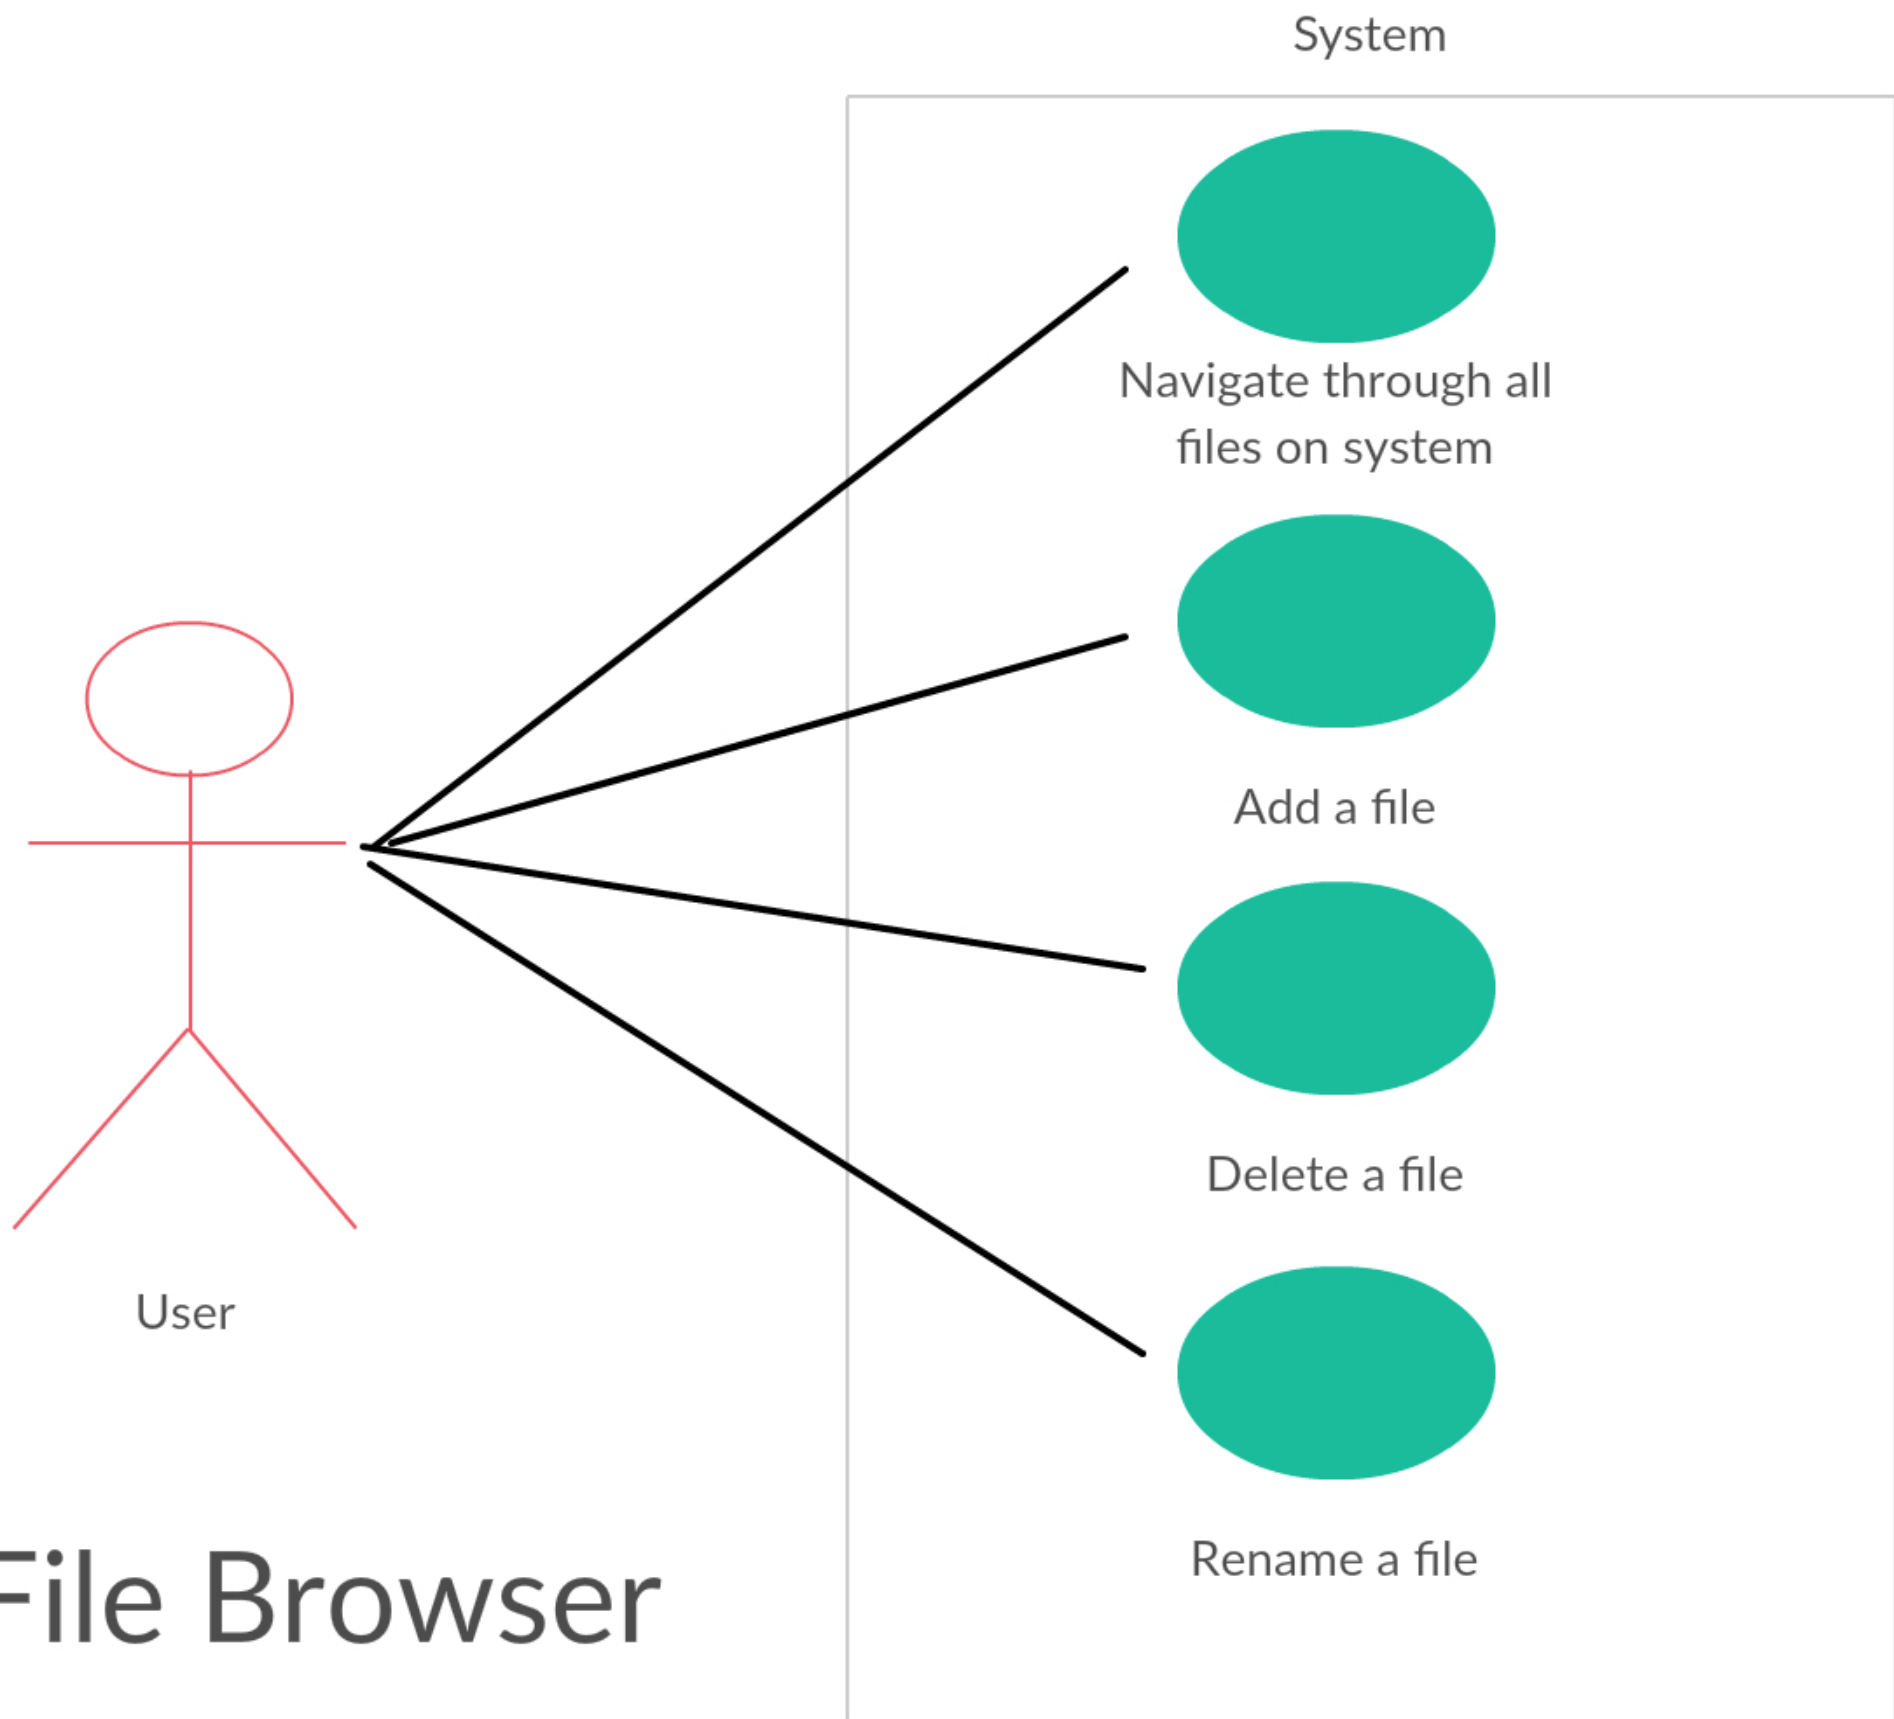 System
Navigate through all
files on system
Add a file
Delete a file
User
Rename a file
File Browser